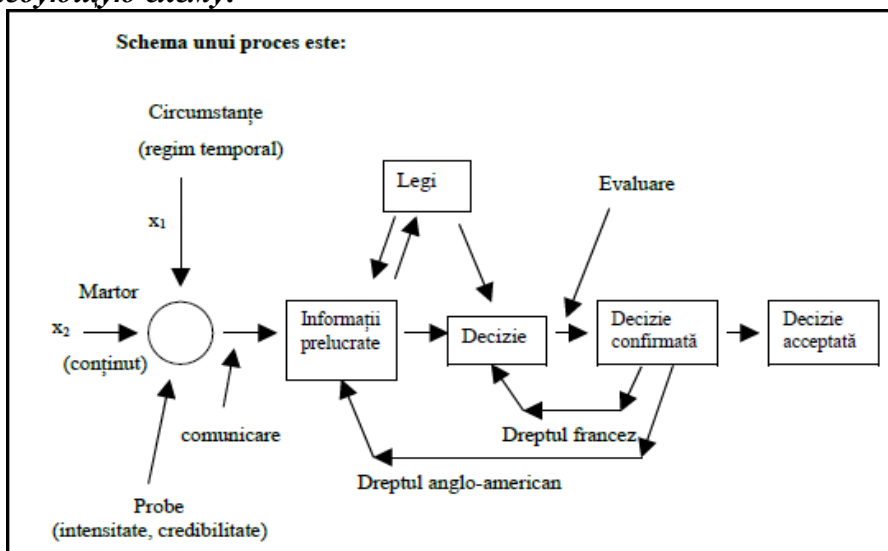 Schema unui proces este:
Circumstanțe
(regim temporal)
Legi
Evaluare
x1
Martor
x2
(conținut)
Informații
prelucrate
Decizie
Decizie
confirmată
Decizie
acceptată
comunicare
Dreptul francez
Dreptul anglo-american
Probe
(intensitate, credibilitate)